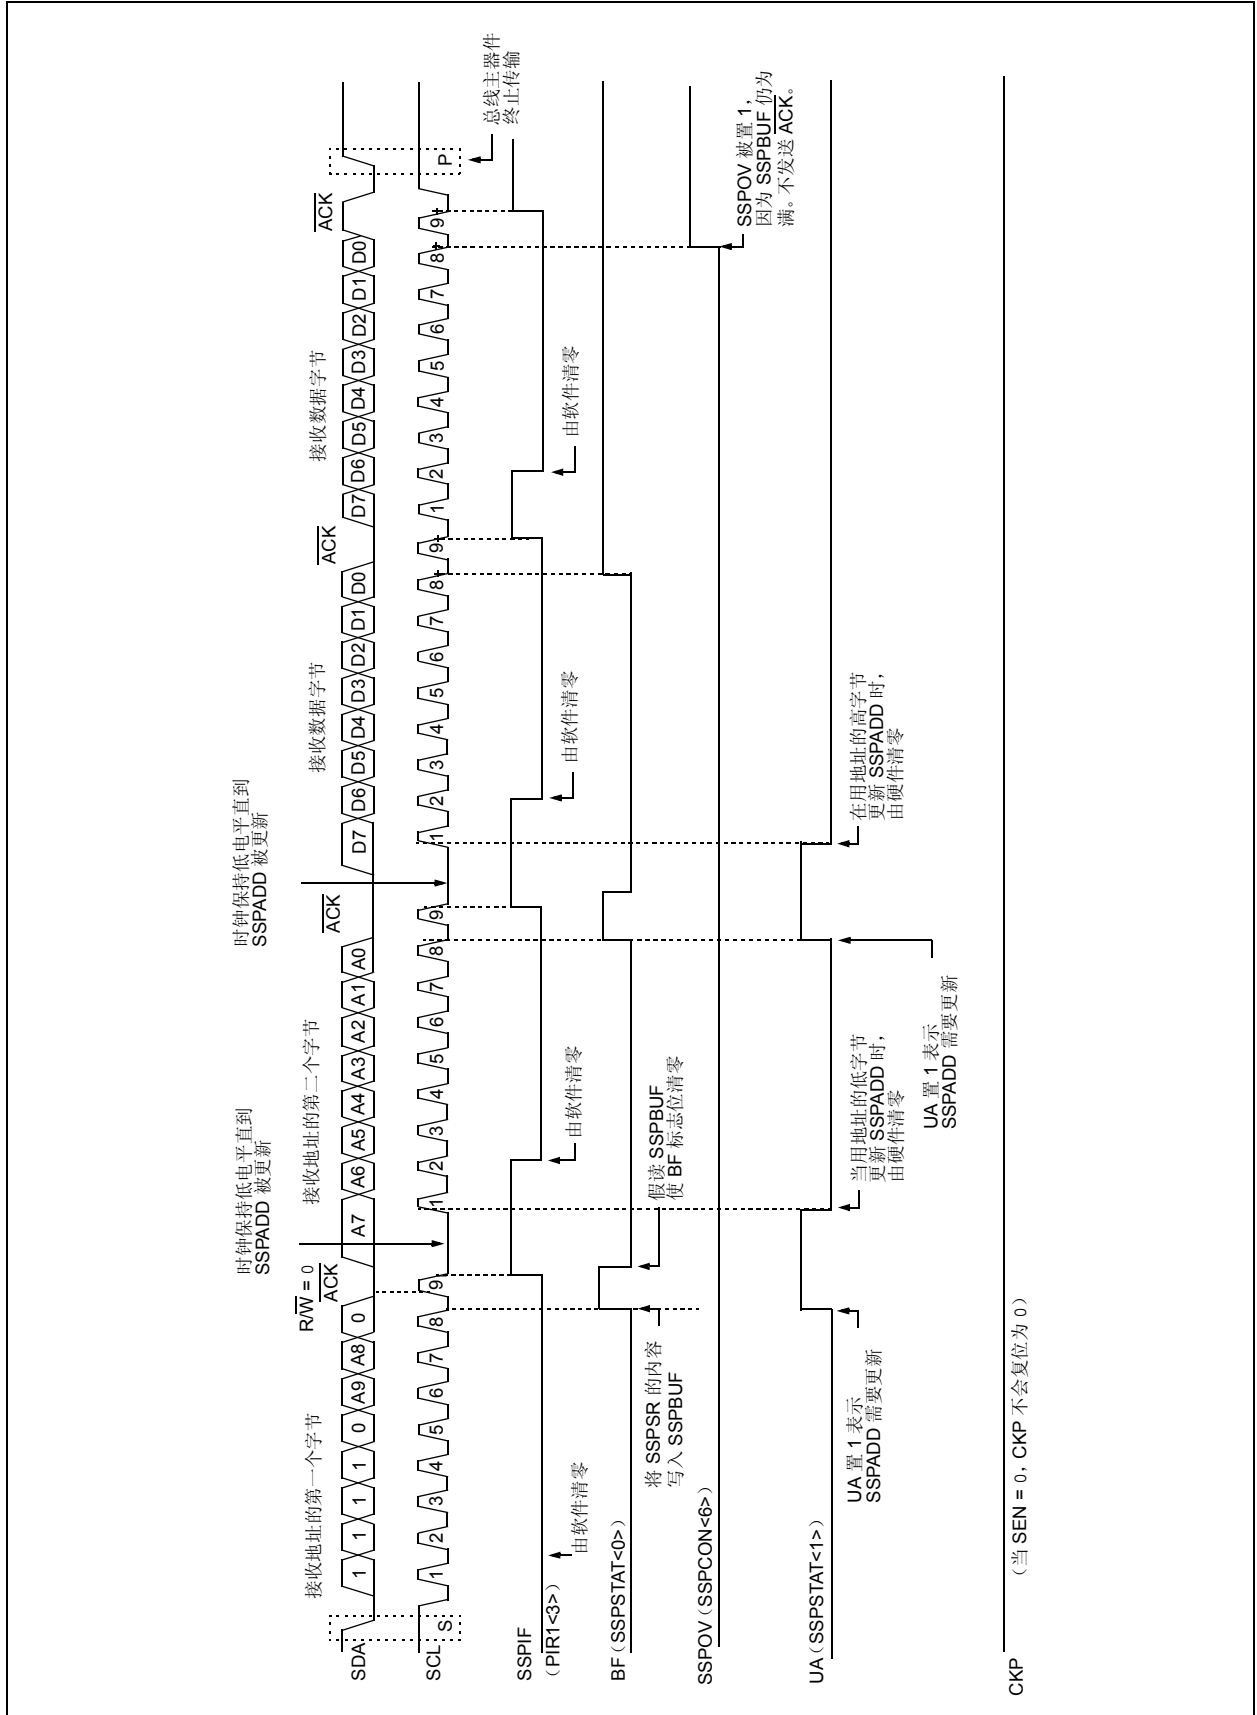 总线主器件
终止传输
SSPOV 被置 1，
因为 SSPBUF 仍为
满。不发送 ACK。
ACK
接收数据字节
ACK
接收数据字节
时钟保持低电平直到
SSPADD 被更新
ACK
接收地址的第二个字节
时钟保持低电平直到
SSPADD 被更新
R/W = 0
ACK
接收地址的第一个字节
SDA
1 1 1 1 0 A9 A8 0 A7 A6 A5 A4 A3 A2 A1 A0 D7 D6 D5 D4 D3 D2 D1 D0 D7 D6 D5 D4 D3 D2 D1 D0
SCL
S 1 2 3 4 5 6 7 8 9 1 2 3 4 5 6 7 8 9 1 2 3 4 5 6 7 8 9 1 2 3 4 5 6 7 8 9 P
SSPIF
（PIR1<3>）
由软件清零
由软件清零
由软件清零
由软件清零
BF（SSPSTAT<0>）
将 SSPSR 的内容
写入 SSPBUF
假读 SSPBUF
使 BF 标志位清零
SSPOV（SSPCON<6>）
UA（SSPSTAT<1>）
UA 置 1 表示
SSPADD 需要更新
当用地址的低字节
更新 SSPADD 时，
由硬件清零
UA 置 1 表示
SSPADD 需要更新
在用地址的高字节
更新 SSPADD 时，
由硬件清零
CKP
（当 SEN = 0，CKP 不会复位为 0）